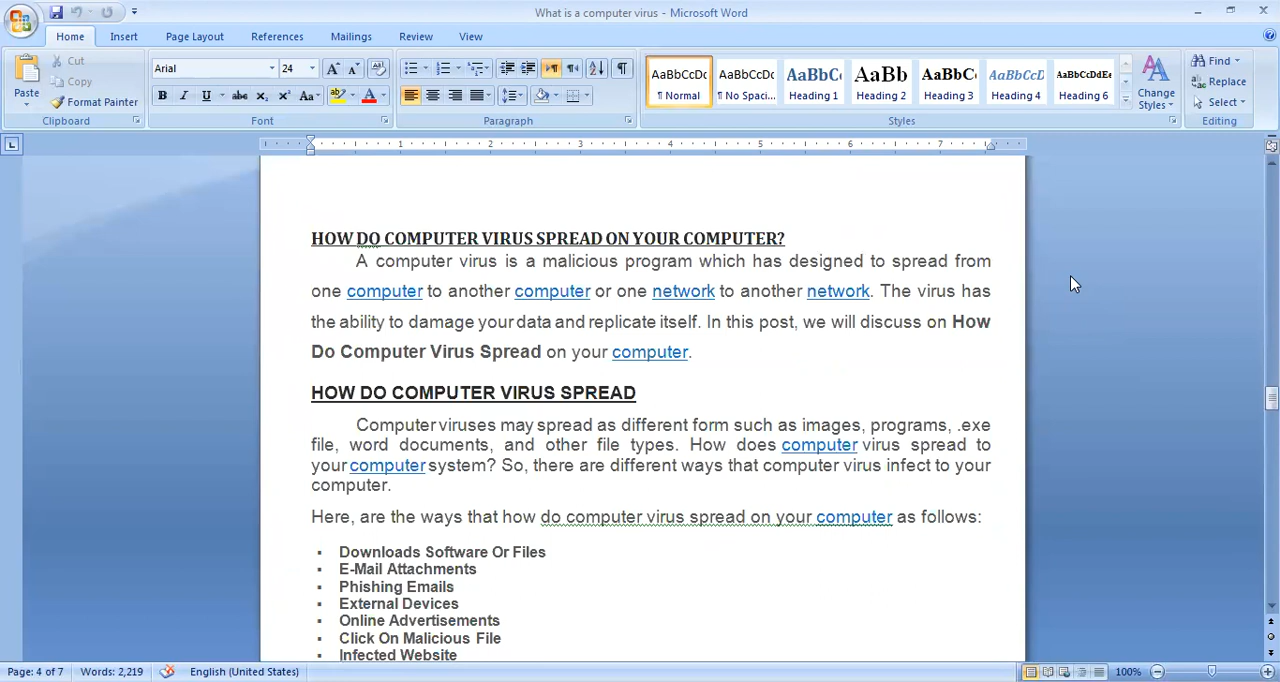 What is a computer virus - Microsoft Word
Home Insert Page Layout References Mailings Review View
Paste
Cut
Copy
Format Painter
Clipboard
Arial 24
Font
Paragraph
AaBbCcDc AaBbCcDc AaBbC( AaBb AaBbC( AaBbCcD AaBbCcDdEe
¶ Normal ¶ No Spaci... Heading 1 Heading 2 Heading 3 Heading 4 Heading 6
Change
Styles
Styles
Find
Replace
Select
Editing
1 2 3 4 5 6 7
HOW DO COMPUTER VIRUS SPREAD ON YOUR COMPUTER?
A computer virus is a malicious program which has designed to spread from
one computer to another computer or one network to another network. The virus has
the ability to damage your data and replicate itself. In this post, we will discuss on How
Do Computer Virus Spread on your computer.
HOW DO COMPUTER VIRUS SPREAD
Computer viruses may spread as different form such as images, programs, .exe
file, word documents, and other file types. How does computer virus spread to
your computer system? So, there are different ways that computer virus infect to your
computer.
Here, are the ways that how do computer virus spread on your computer as follows:
▪ Downloads Software Or Files
▪ E-Mail Attachments
▪ Phishing Emails
▪ External Devices
▪ Online Advertisements
▪ Click On Malicious File
▪ Infected Website
Page: 4 of 7 Words: 2,219 English (United States) 100%